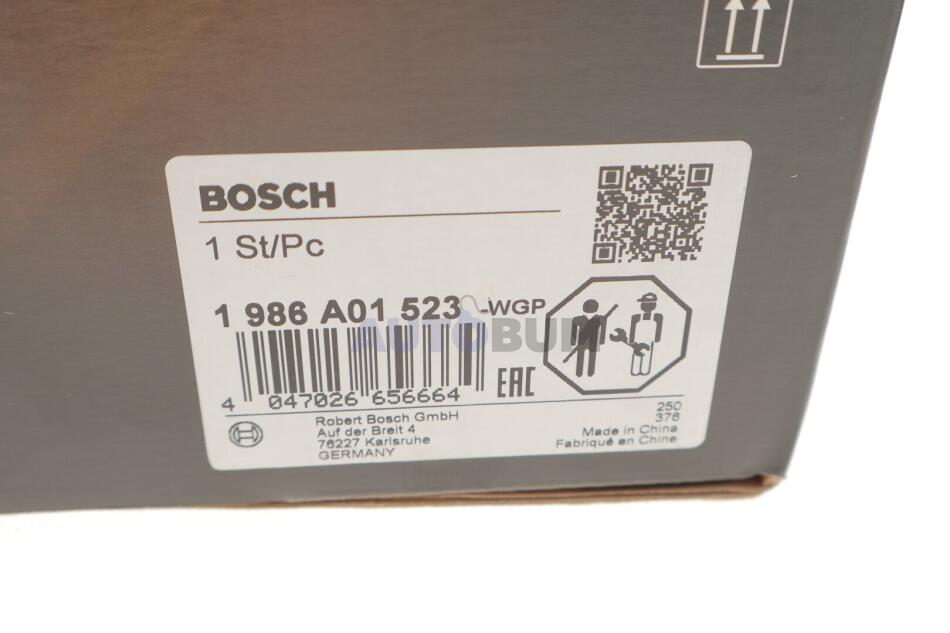 BOSCH
1 St/Pc
1 986 A01 523 -WGP
AUTOBUM
4 047026 656664
EAC
Robert Bosch GmbH
Auf der Breit 4
76227 Karlsruhe
GERMANY
250
376
Made in China
Fabriqué en Chine